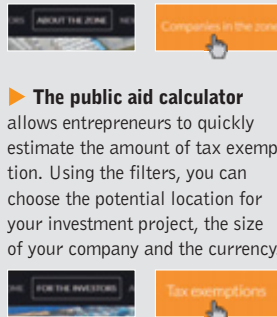 ABOUT THE ZONE
Companies in the zone
The public aid calculator
allows entrepreneurs to quickly
estimate the amount of tax exemp
tion. Using the filters, you can
choose the potential location for
your investment project, the size
of your company and the currency
FOR THE INVESTORS
Tax exemptions